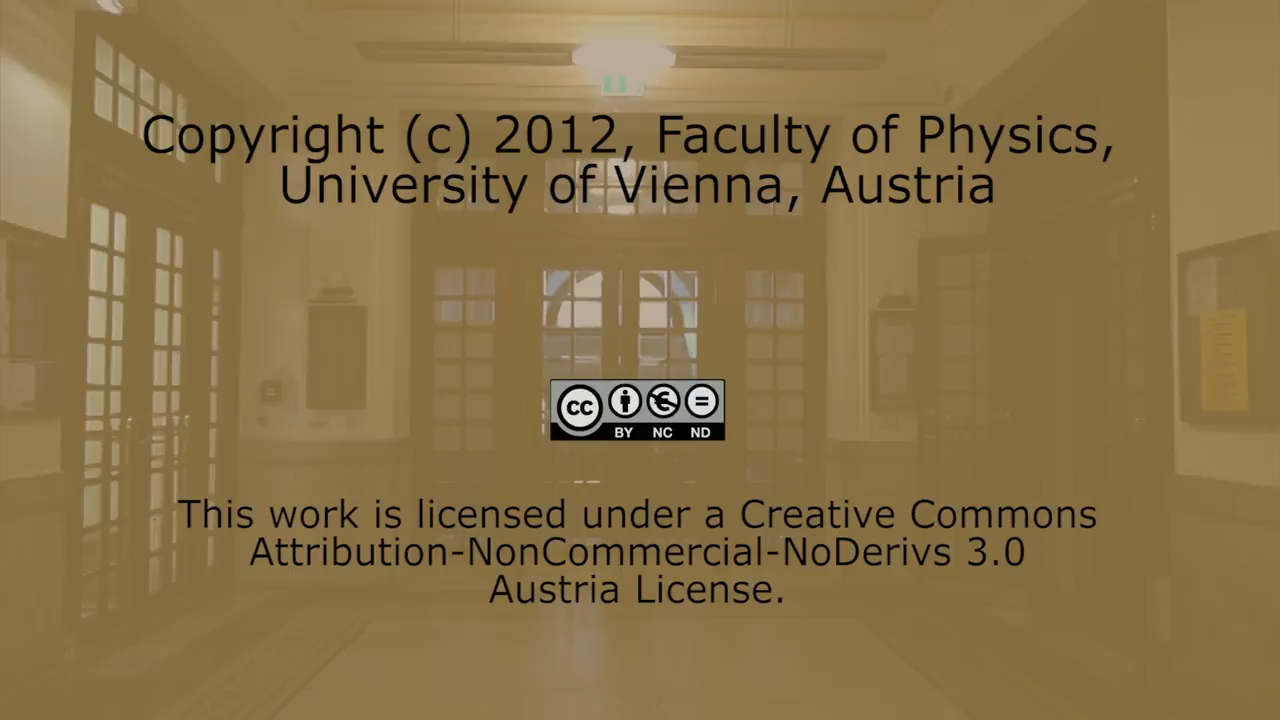 Copyright (c) 2012, Faculty of Physics,
University of Vienna, Austria
cc
BY NC ND
This work is licensed under a Creative Commons
Attribution-NonCommercial-NoDerivs 3.0
Austria License.